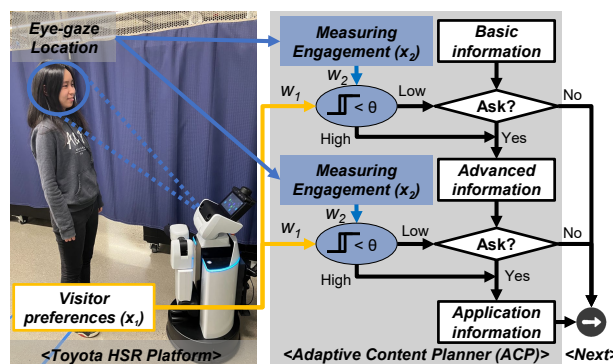 Eye-gaze
Location
Measuring
Engagement (x₂)
Basic
information
W₁
W₂
< θ
Low
Ask?
No
High
Yes
Measuring
Engagement (x₂)
Advanced
information
W₁
W₂
< θ
Low
Ask?
No
High
Yes
Visitor
preferences (x₁)
Application
information
<Toyota HSR Platform>
<Adaptive Content Planner (ACP)>
<Next>